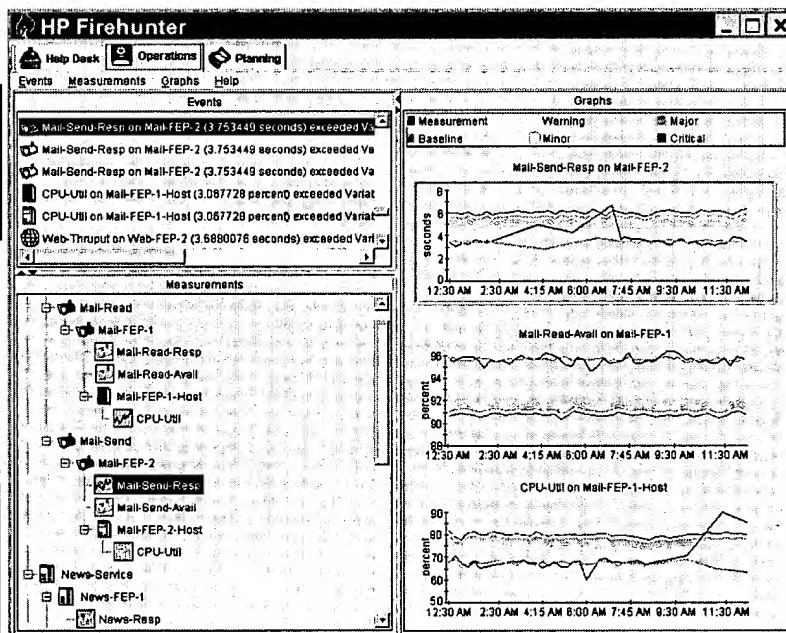 HP Firehunter
Help Desk Operations Planning
Events Measurements Graphs Help
Events
Mail-Send-Resp on Mail-FEP-2 (3.753449 seconds) exceeded Va
Mail-Send-Resp on Mail-FEP-2 (3.753449 seconds) exceeded Va
Mail-Send-Resp on Mail-FEP-2 (3.753449 seconds) exceeded Va
CPU-Util on Mail-FEP-1-Host (3.067728 percent) exceeded Variat
CPU-Util on Mail-FEP-1-Host (3.067728 percent) exceeded Variat
Web-Thruput on Web-FEP-2 (3.6880076 seconds) exceeded Vari
Measurements
Mail-Read
Mail-FEP-1
Mail-Read-Resp
Mail-Read-Avail
Mail-FEP-1-Host
CPU-Util
Mail-Send
Mail-FEP-2
Mail-Send-Resp
Mail-Send-Avail
Mail-FEP-2-Host
CPU-Util
News-Service
News-FEP-1
News-Resp
Graphs
Measurement Warning Major
Baseline Minor Critical
Mail-Send-Resp on Mail-FEP-2
seconds
8
6
4
2
0
12:30 AM 2:30 AM 4:15 AM 6:00 AM 7:45 AM 9:30 AM 11:30 AM
Mail-Read-Avail on Mail-FEP-1
percent
96
94
92
90
88
12:30 AM 2:30 AM 4:15 AM 6:00 AM 7:45 AM 9:30 AM 11:30 AM
CPU-Util on Mail-FEP-1-Host
percent
90
80
70
60
50
12:30 AM 2:30 AM 4:15 AM 6:00 AM 7:45 AM 9:30 AM 11:30 AM